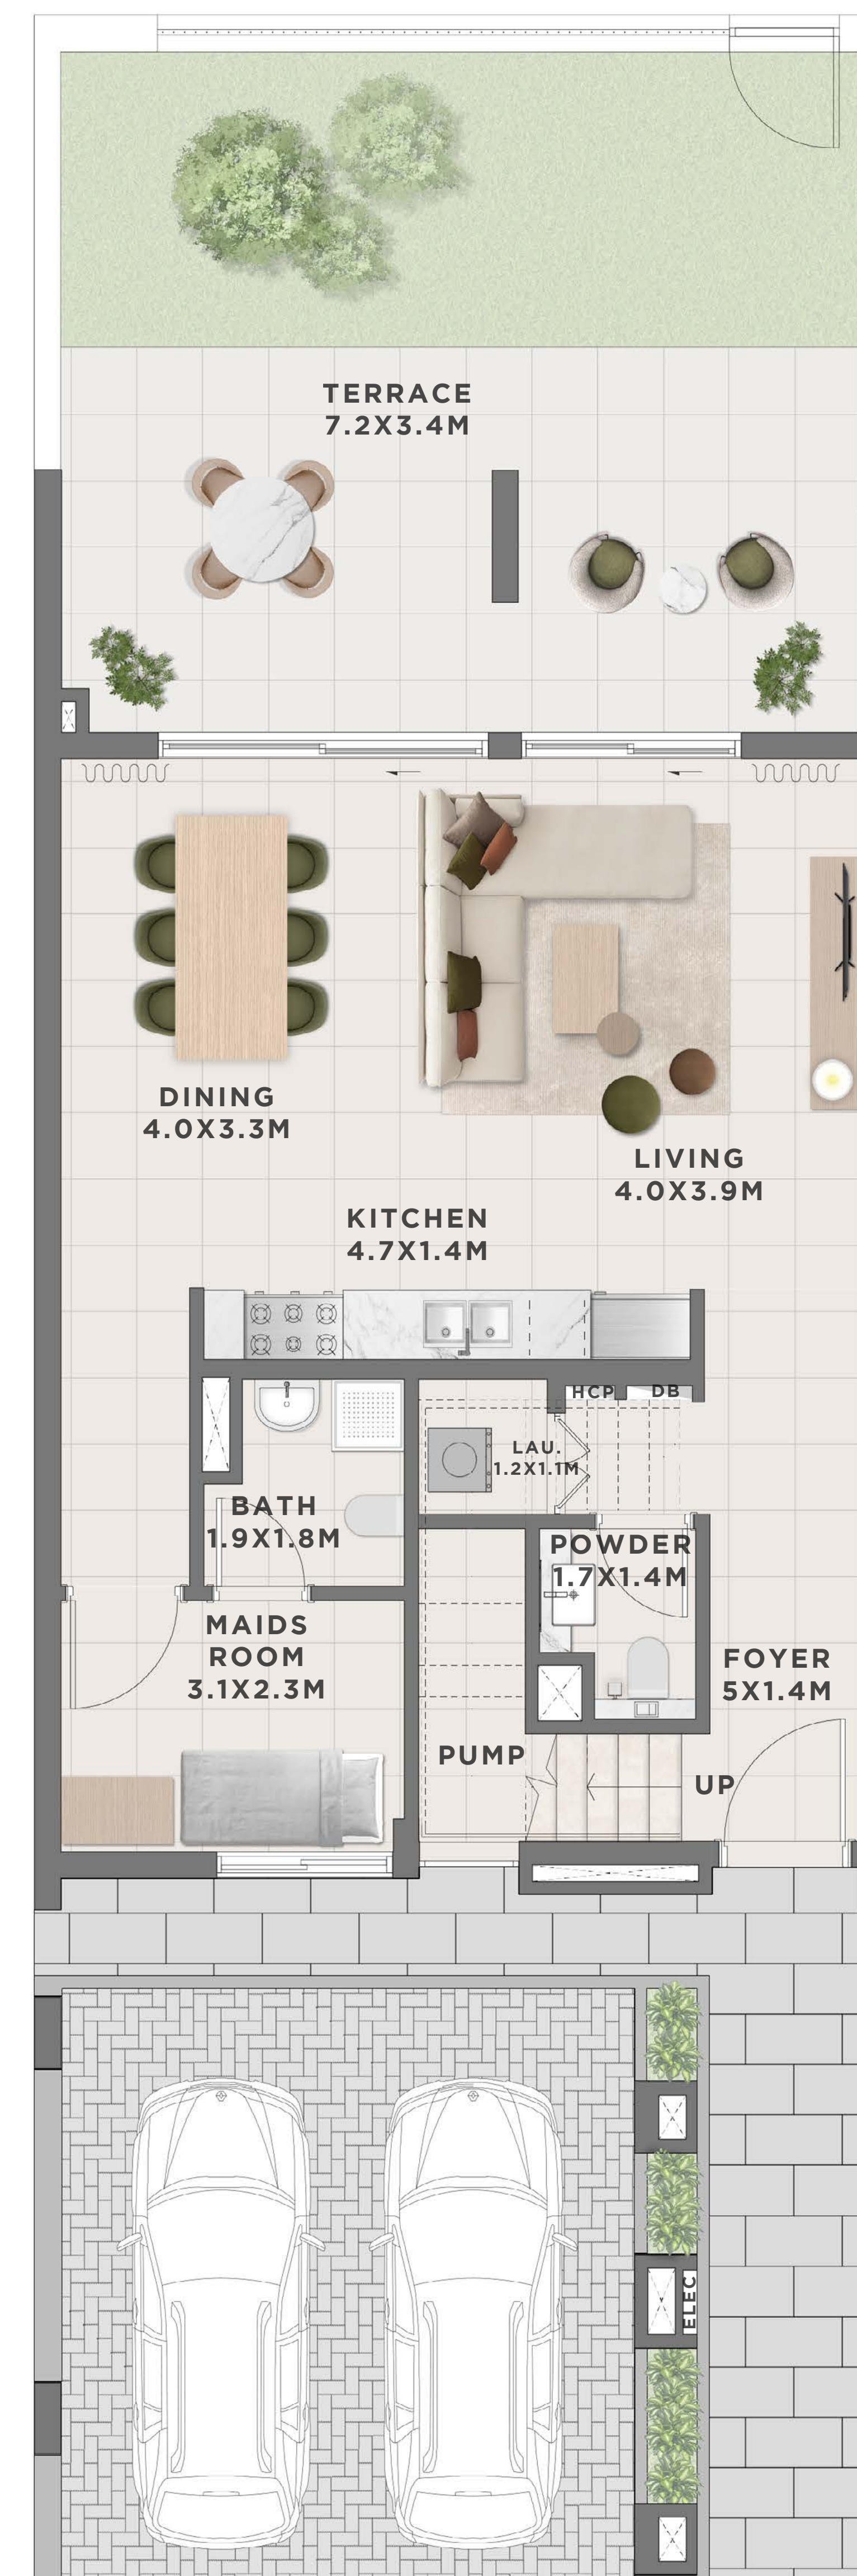 TERRACE
7.2X3.4M
DINING
4.0X3.3M
LIVING
4.0X3.9M
KITCHEN
4.7X1.4M
HCP
DB
LAU.
1.2X1.1M
BATH
1.9X1.8M
POWDER
1.7X1.4M
MAIDS
ROOM
3.1X2.3M
FOYER
5X1.4M
PUMP
UP
ELEC